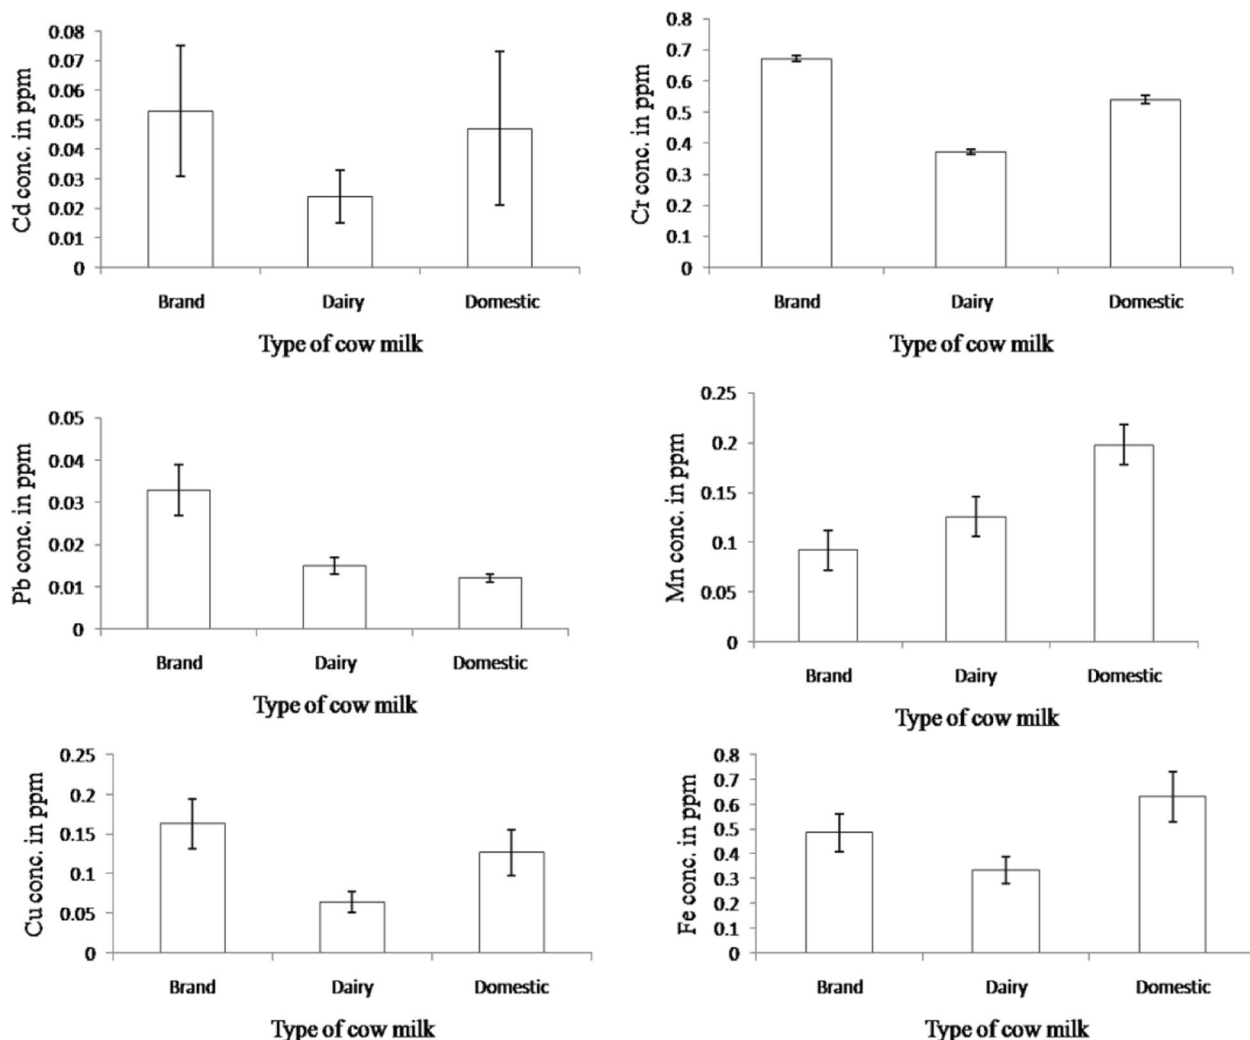 Cd conc. in ppm
0.08
0.07
0.06
0.05
0.04
0.03
0.02
0.01
0
Brand Dairy Domestic
Type of cow milk
Cr conc. in ppm
0.8
0.7
0.6
0.5
0.4
0.3
0.2
0.1
0
Brand Dairy Domestic
Type of cow milk
Pb conc. in ppm
0.05
0.04
0.03
0.02
0.01
0
Brand Dairy Domestic
Type of cow milk
Mn conc. in ppm
0.25
0.2
0.15
0.1
0.05
0
Brand Dairy Domestic
Type of cow milk
Cu conc. in ppm
0.25
0.2
0.15
0.1
0.05
0
Brand Dairy Domestic
Type of cow milk
Fe conc. in ppm
0.8
0.7
0.6
0.5
0.4
0.3
0.2
0.1
0
Brand Dairy Domestic
Type of cow milk